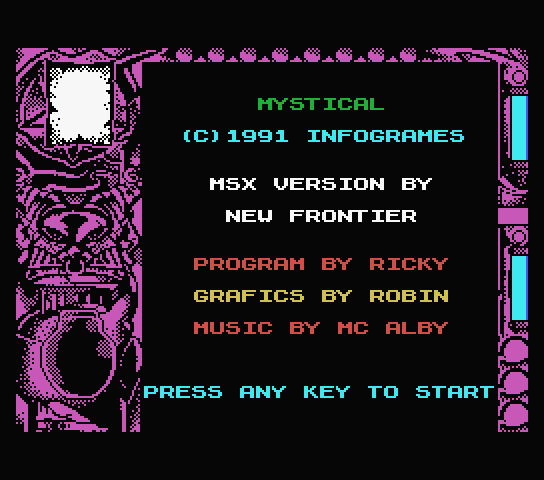 MYSTICAL
(C)1991 INFOGRAMES
MSX VERSION BY
NEW FRONTIER
PROGRAM BY RICKY
GRAFICS BY ROBIN
MUSIC BY MC ALBY
PRESS ANY KEY TO START